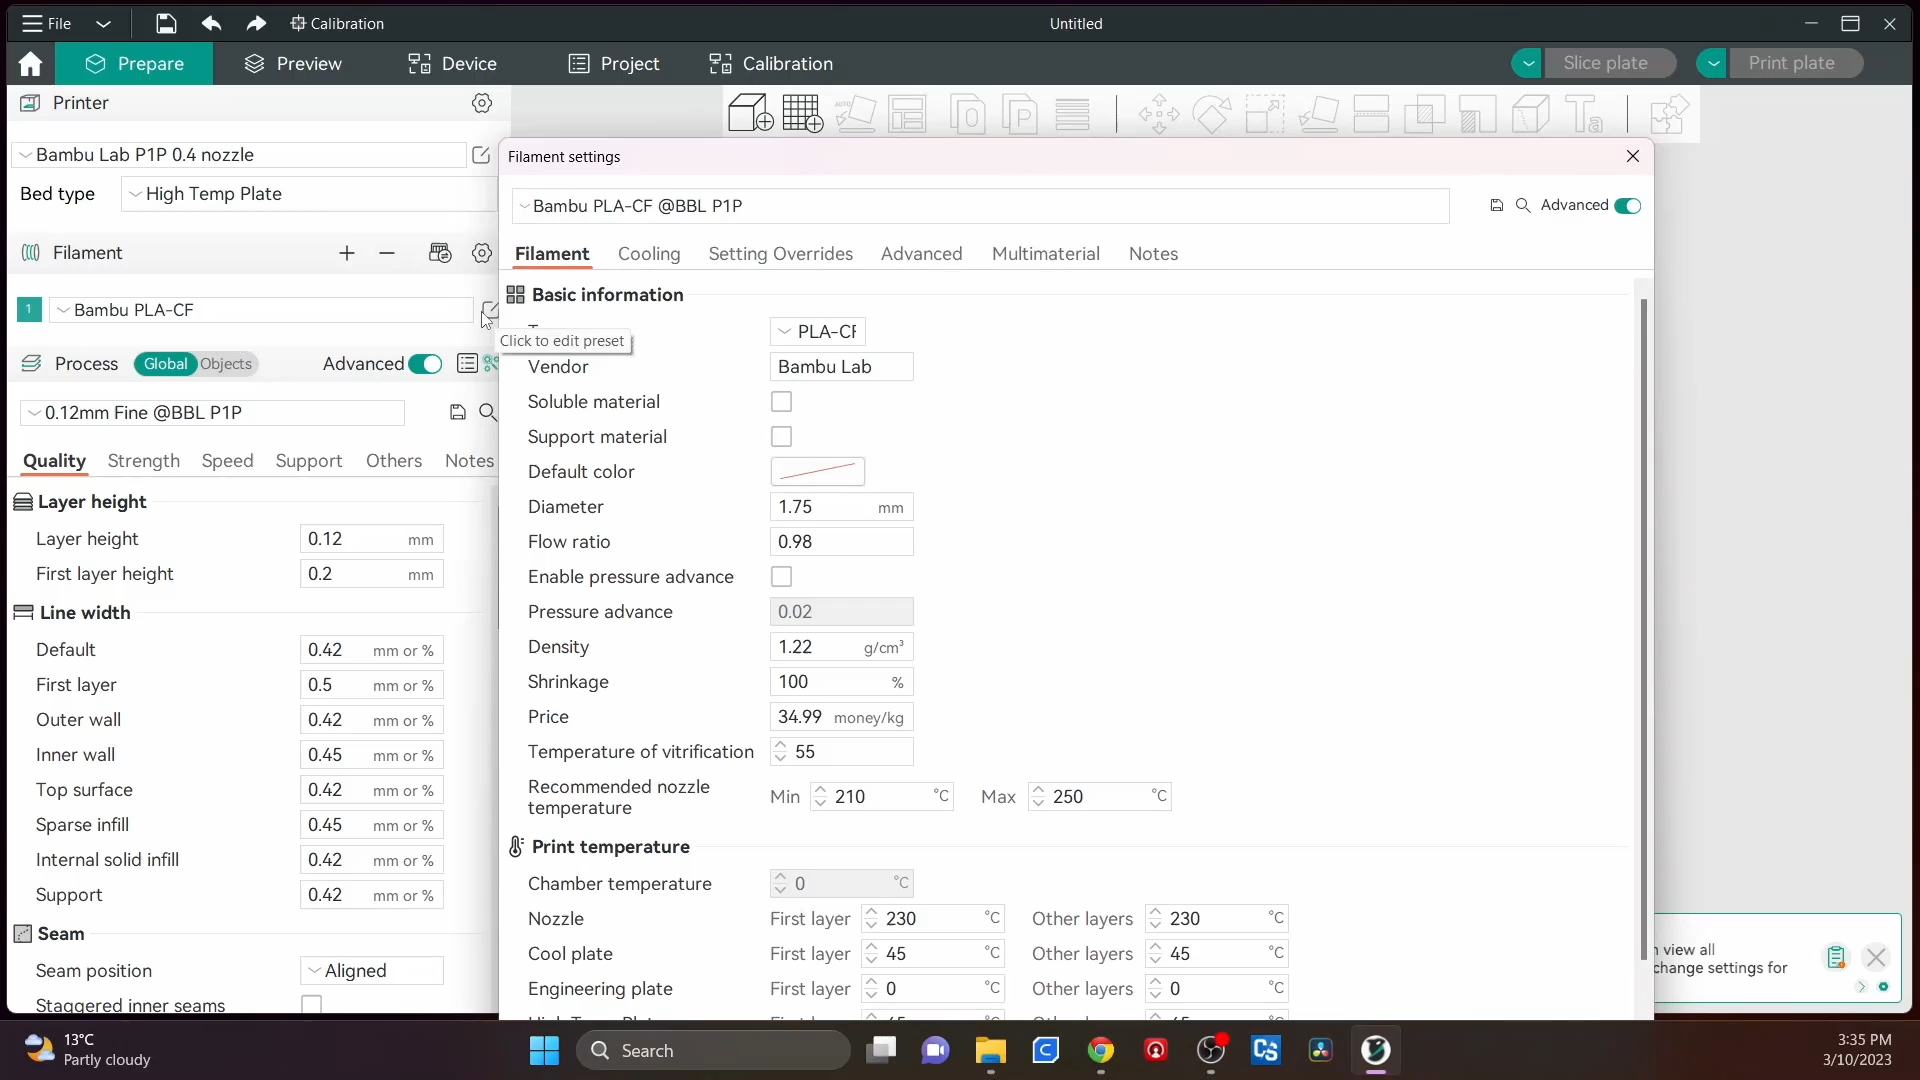 File
Calibration
Untitled
Prepare
Preview
Device
Project
Calibration
Slice plate
Print plate
Printer
Bambu Lab P1P 0.4 nozzle
Bed type
High Temp Plate
Filament
1
Bambu PLA-CF
Process
Global
Objects
Advanced
0.12mm Fine @BBL P1P
Quality
Strength
Speed
Support
Others
Notes
Layer height
Layer height 0.12 mm
First layer height 0.2 mm
Line width
Default 0.42 mm or %
First layer 0.5 mm or %
Outer wall 0.42 mm or %
Inner wall 0.45 mm or %
Top surface 0.42 mm or %
Sparse infill 0.45 mm or %
Internal solid infill 0.42 mm or %
Support 0.42 mm or %
Seam
Seam position Aligned
Staggered inner seams
Filament settings
Bambu PLA-CF @BBL P1P
Advanced
Filament
Cooling
Setting Overrides
Advanced
Multimaterial
Notes
Basic information
PLA-CF
Click to edit preset
Vendor Bambu Lab
Soluble material
Support material
Default color
Diameter 1.75 mm
Flow ratio 0.98
Enable pressure advance
Pressure advance 0.02
Density 1.22 g/cm³
Shrinkage 100 %
Price 34.99 money/kg
Temperature of vitrification 55
Recommended nozzle
temperature
Min 210 °C Max 250 °C
Print temperature
Chamber temperature 0 °C
Nozzle First layer 230 °C Other layers 230 °C
Cool plate First layer 45 °C Other layers 45 °C
Engineering plate First layer 0 °C Other layers 0 °C
view all
change settings for
13°C
Partly cloudy
Search
3:35 PM
3/10/2023